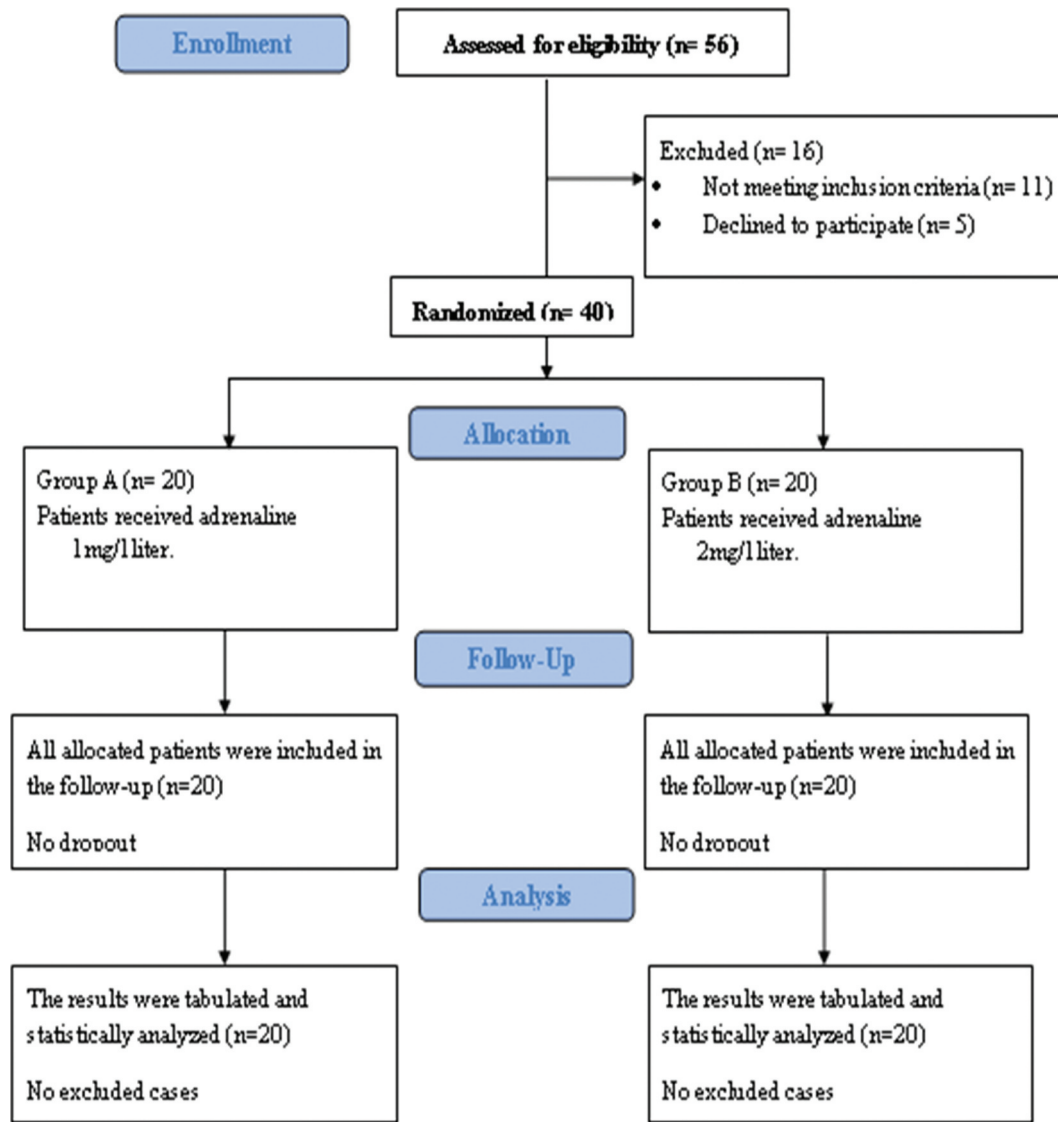 Enrollment
Assessed for eligibility (n= 56)
Excluded (n= 16)
• Not meeting inclusion criteria (n= 11)
• Declined to participate (n= 5)
Randomized (n= 40)
Allocation
Group A (n= 20)
Patients received adrenaline
1mg/1liter.
Group B (n= 20)
Patients received adrenaline
2mg/1liter.
Follow-Up
All allocated patients were included in
the follow-up (n=20)
No dropout
All allocated patients were included in
the follow-up (n=20)
No dropout
Analysis
The results were tabulated and
statistically analyzed (n=20)
No excluded cases
The results were tabulated and
statistically analyzed (n=20)
No excluded cases